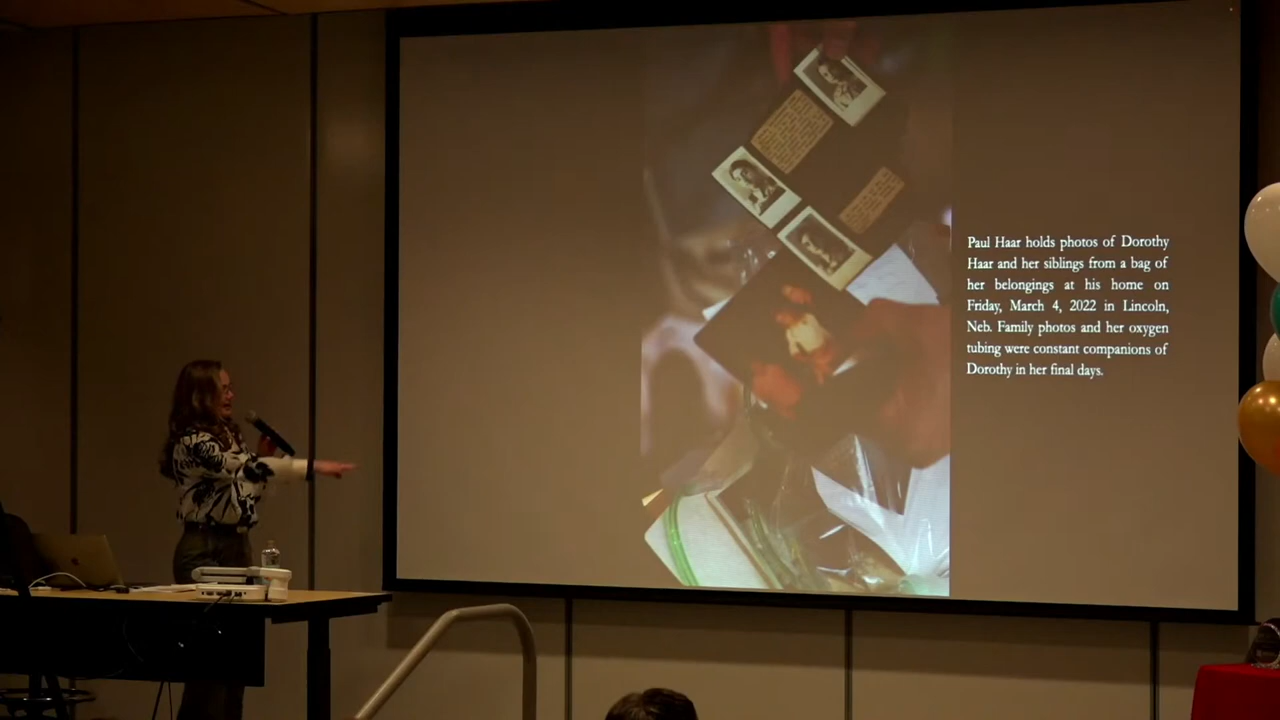 Paul Haar holds photos of Dorothy
Haar and her siblings from a bag of
her belongings at his home on
Friday, March 4, 2022 in Lincoln,
Neb. Family photos and her oxygen
tubing were constant companions of
Dorothy in her final days.